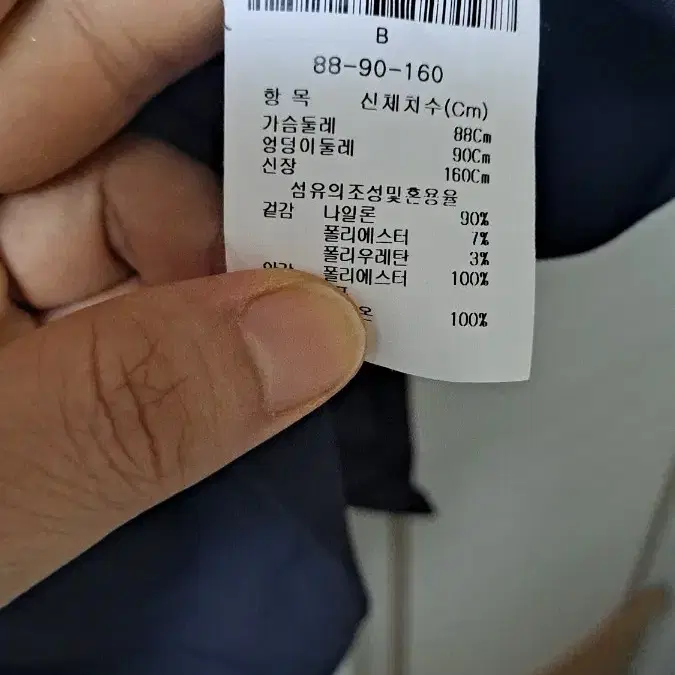 B
88-90-160
항 목 신체치수(Cm)
가슴둘레 88Cm
엉덩이둘레 90Cm
신장 160Cm
섬유의조성및혼용율
겉감 나일론 90%
폴리에스터 7%
폴리우레탄 3%
폴리에스터 100%
100%